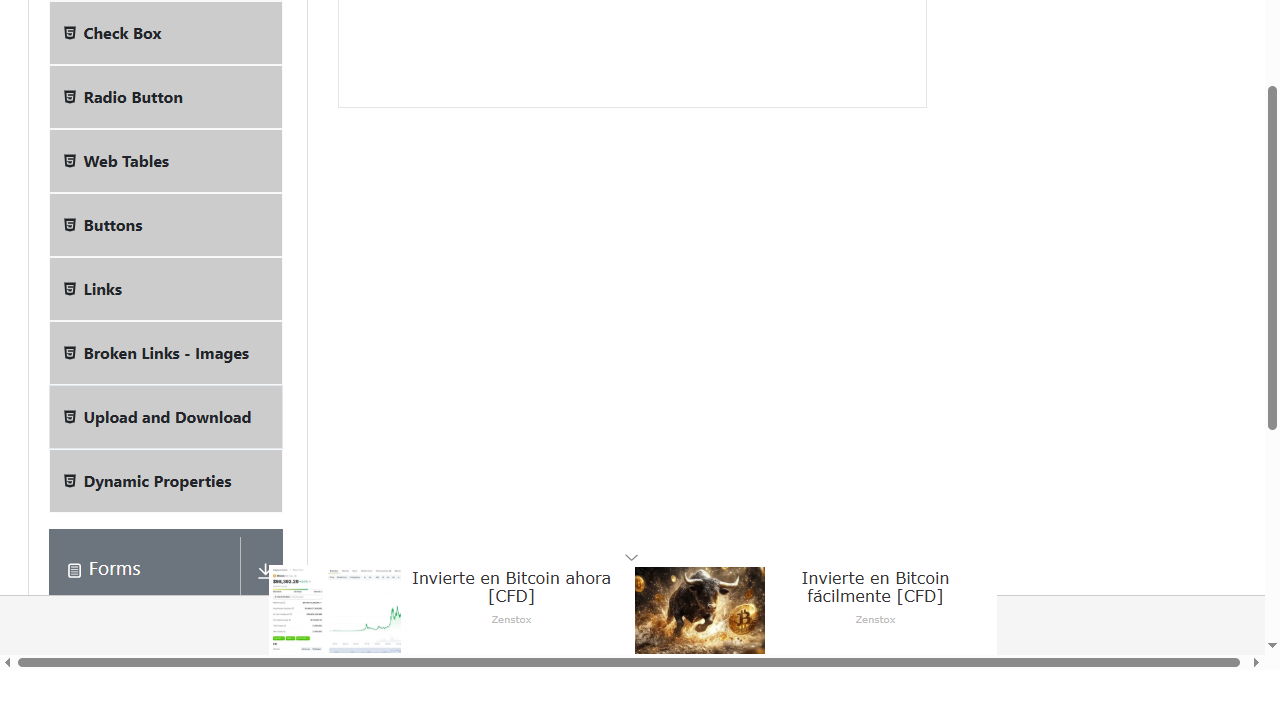 Check Box
Radio Button
Web Tables
Buttons
Links
Broken Links - Images
Upload and Download
Dynamic Properties
Forms
Invierte en Bitcoin ahora
[CFD]
Zenstox
Invierte en Bitcoin
fácilmente [CFD]
Zenstox